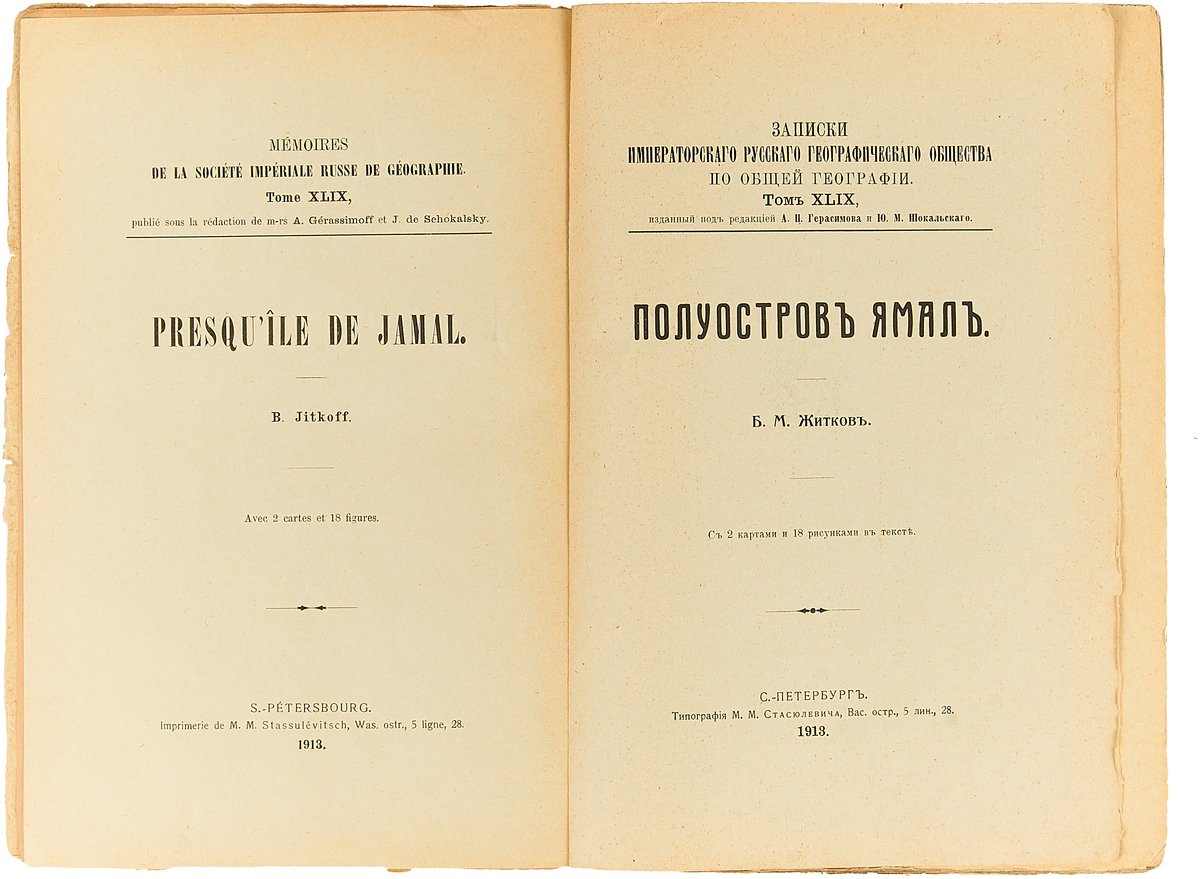 MÉMOIRES
DE LA SOCIÉTÉ IMPÉRIALE RUSSE DE GÉOGRAPHIE.
Tome XLIX,
publié sous la rédaction de m-rs A. Gérassimoff et J. de Schokalsky.
PRESQU'ÎLE DE JAMAL.
B. Jitkoff.
Avec 2 cartes et 18 figures.
S.-PÉTERSBOURG.
Imprimerie de M. M. Stassulévitsch, Was. ostr., 5 ligne, 28.
1913.
ЗАПИСКИ
ИМПЕРАТОРСКАГО РУССКАГО ГЕОГРАФИЧЕСКАГО ОБЩЕСТВА
ПО ОБЩЕЙ ГЕОГРАФІИ.
Томъ XLIX,
изданный подъ редакціей А. П. Герасимова и Ю. М. Шокальскаго.
ПОЛУОСТРОВЪ ЯМАЛЪ.
Б. М. Житковъ.
Съ 2 картами и 18 рисунками въ текстѣ.
С.-ПЕТЕРБУРГЪ.
Типографія М. М. Стасюлевича, Вас. остр., 5 лин., 28.
1913.